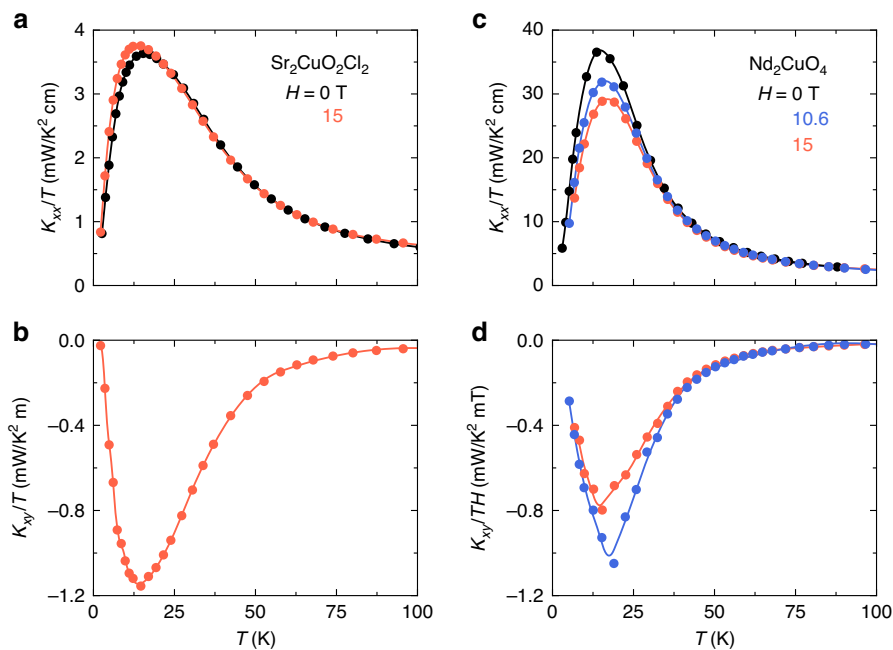 a
4
3
2
1
0
K_xx/T (mW/K² cm)
Sr₂CuO₂Cl₂
H = 0 T
15
c
40
30
20
10
0
K_xx/T (mW/K² cm)
Nd₂CuO₄
H = 0 T
10.6
15
b
0.0
−0.4
−0.8
−1.2
K_xy/T (mW/K² m)
0 25 50 75 100
T (K)
d
0.0
−0.4
−0.8
−1.2
K_xy/TH (mW/K² mT)
0 25 50 75 100
T (K)